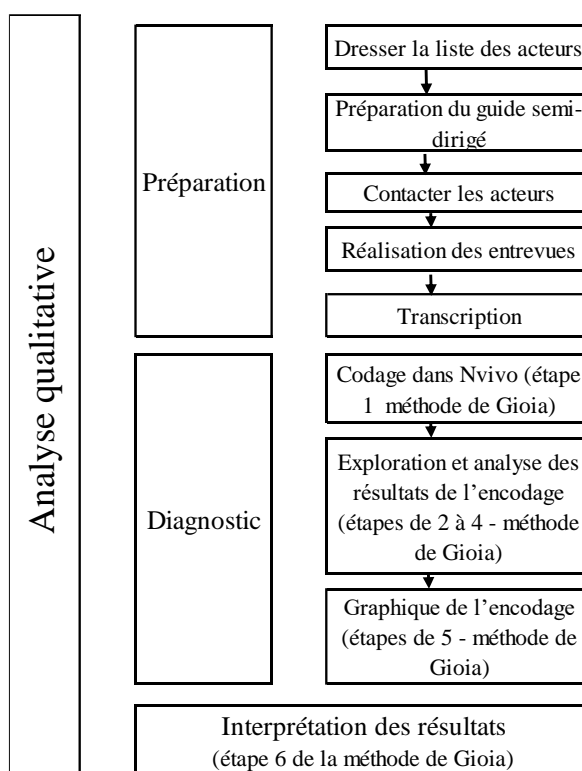 Analyse qualitative
Préparation
Dresser la liste des acteurs
Préparation du guide semi-
dirigé
Contacter les acteurs
Réalisation des entrevues
Transcription
Diagnostic
Codage dans Nvivo (étape
1 méthode de Gioia)
Exploration et analyse des
résultats de l’encodage
(étapes de 2 à 4 - méthode
de Gioia)
Graphique de l’encodage
(étapes de 5 - méthode de
Gioia)
Interprétation des résultats
(étape 6 de la méthode de Gioia)